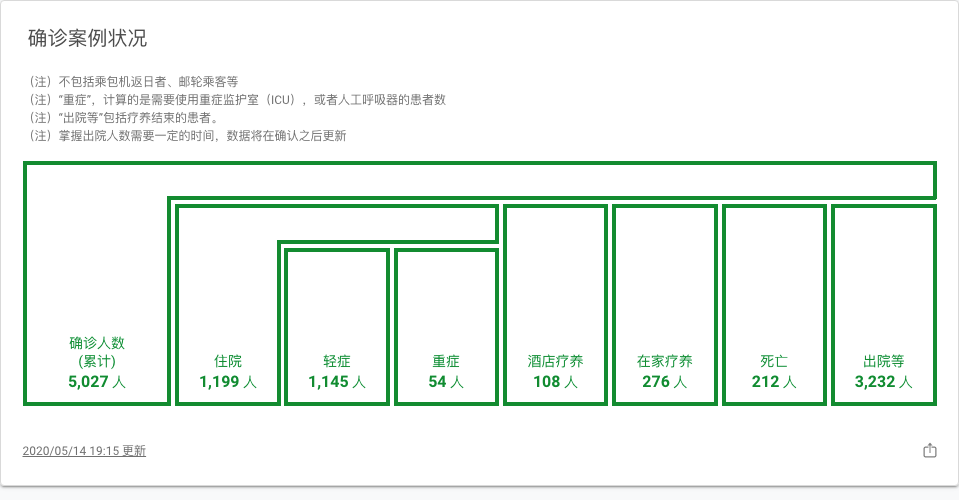 确诊案例状况
（注）不包括乘包机返日者、邮轮乘客等
（注）“重症”，计算的是需要使用重症监护室（ICU），或者人工呼吸器的患者数
（注）“出院等”包括疗养结束的患者。
（注）掌握出院人数需要一定的时间，数据将在确认之后更新
确诊人数
(累计)
5,027 人
住院
1,199 人
轻症
1,145 人
重症
54 人
酒店疗养
108 人
在家疗养
276 人
死亡
212 人
出院等
3,232 人
2020/05/14 19:15 更新